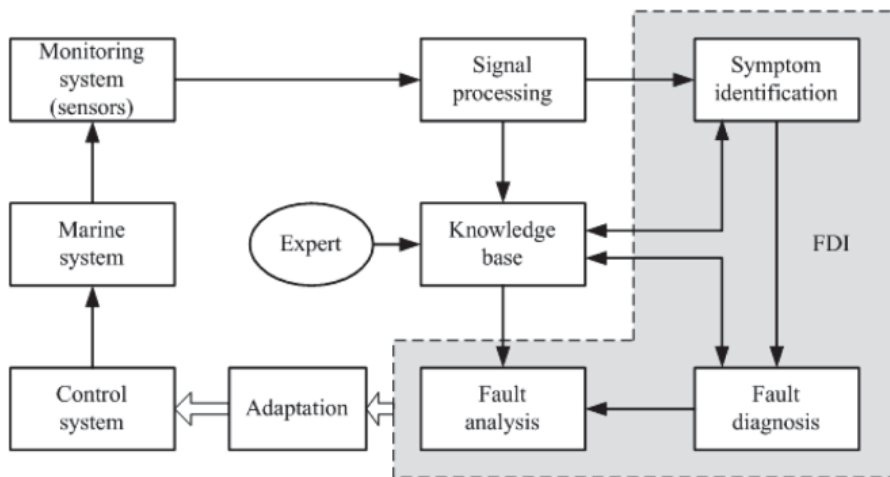 Monitoring
system
(sensors)
Signal
processing
Symptom
identification
Marine
system
Expert
Knowledge
base
FDI
Control
system
Adaptation
Fault
analysis
Fault
diagnosis